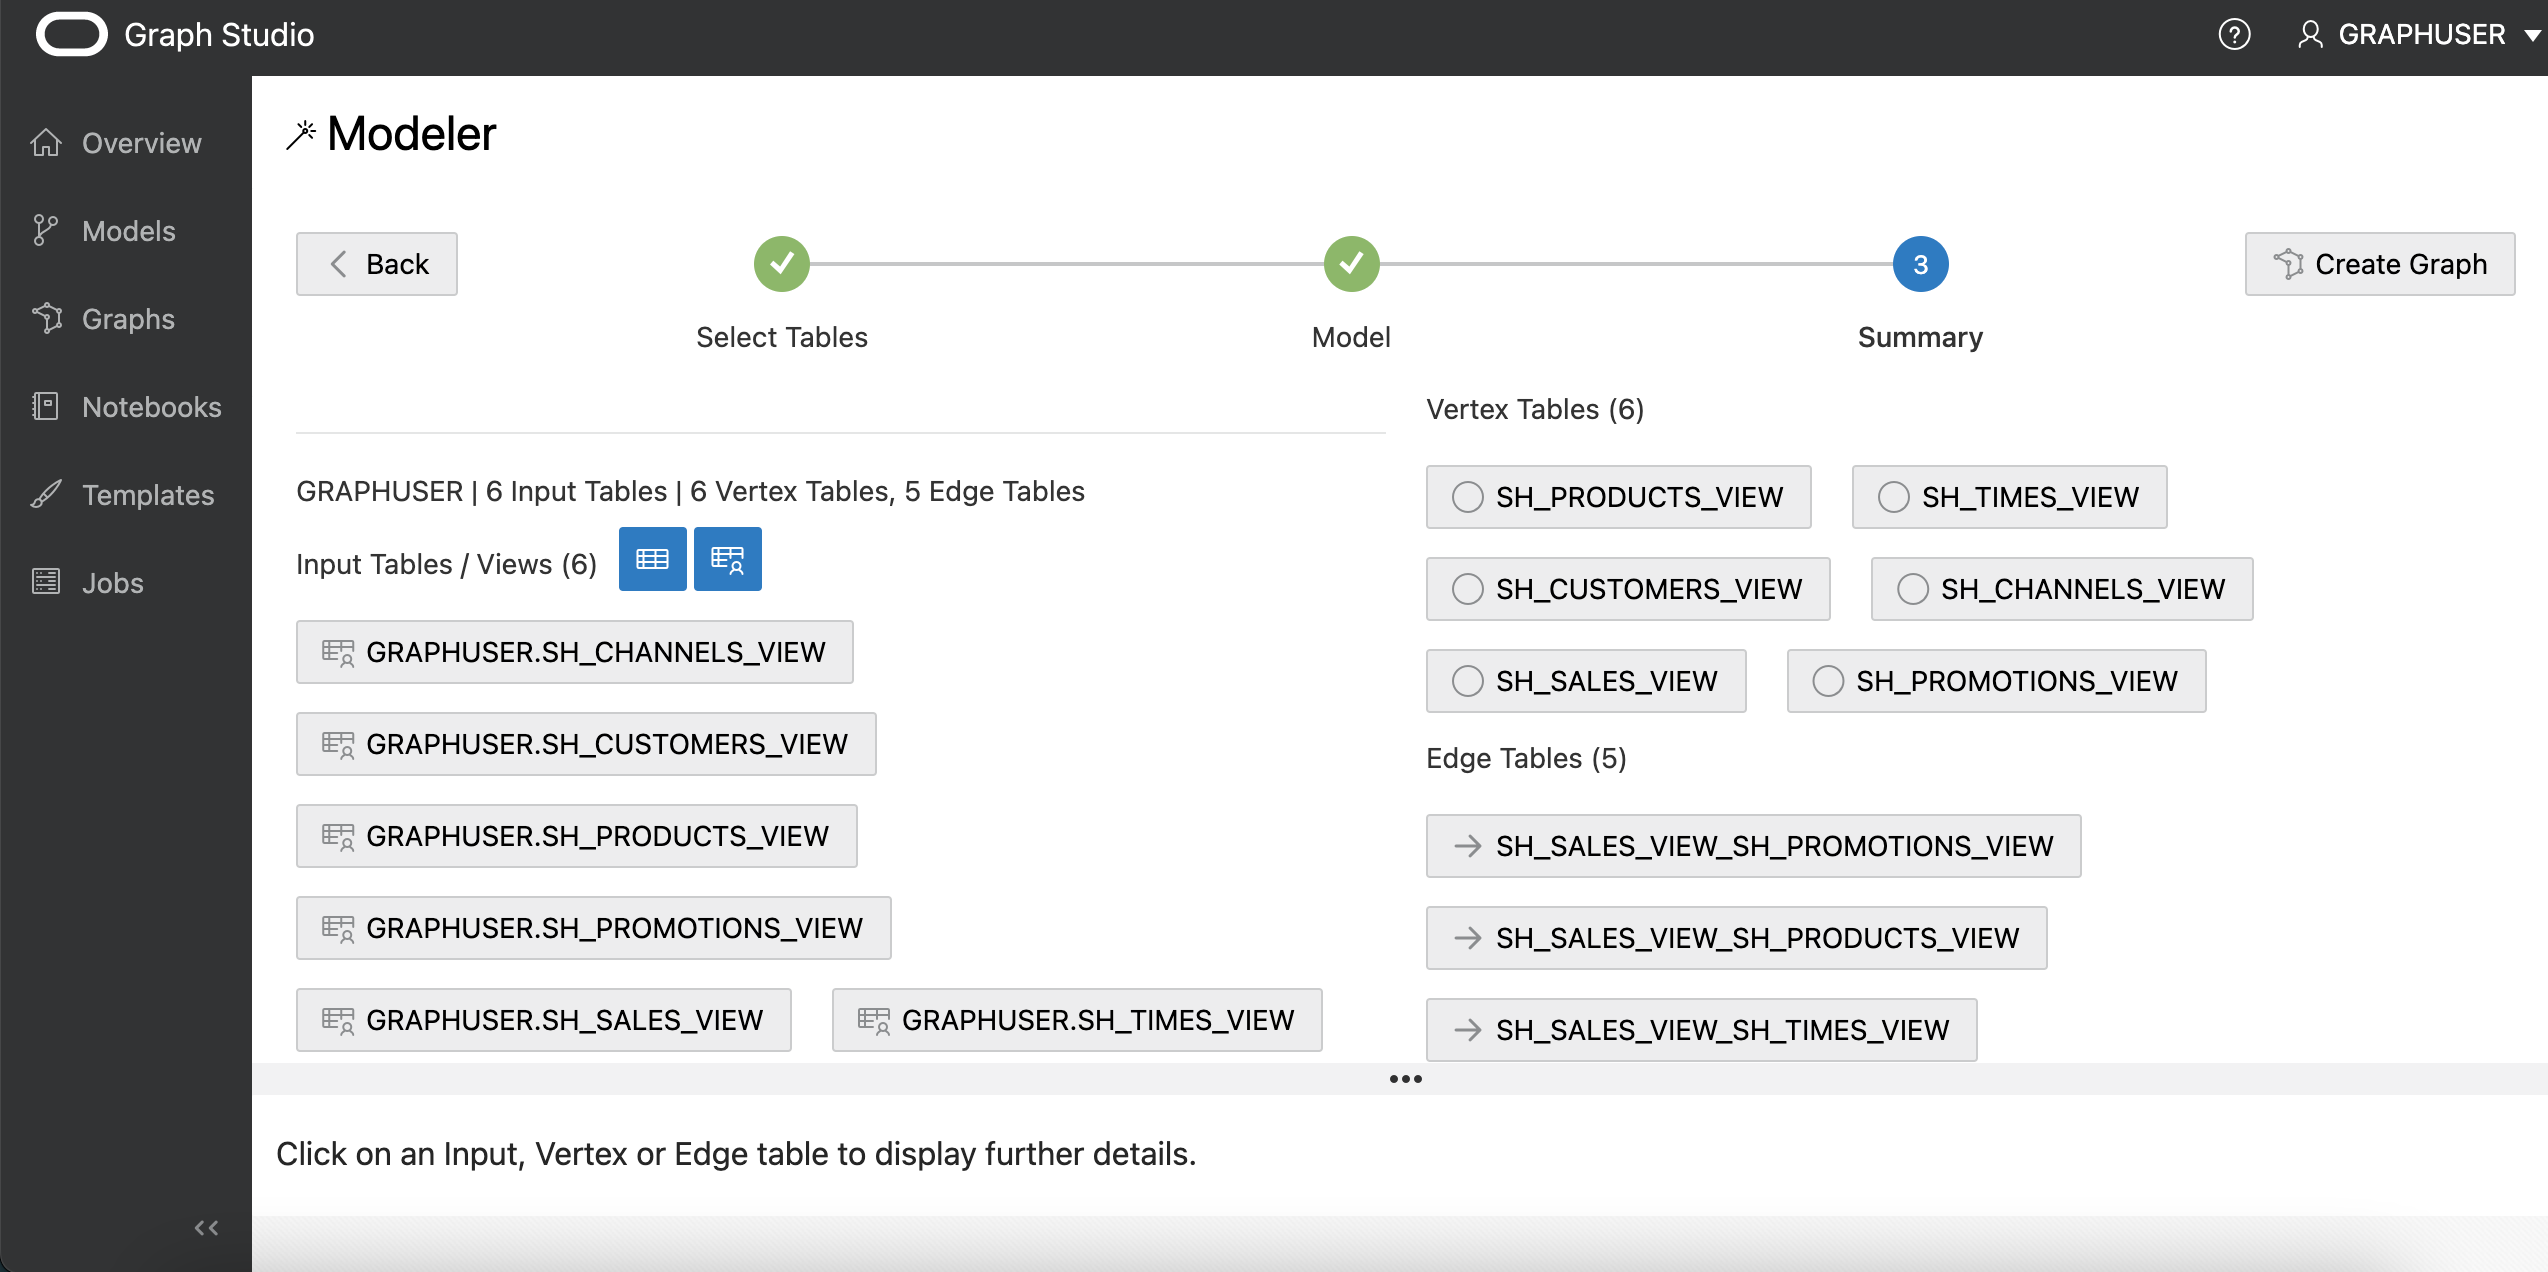 Graph Studio
GRAPHUSER
Overview
Models
Graphs
Notebooks
Templates
Jobs
Modeler
Back
3
Create Graph
Select Tables
Model
Summary
GRAPHUSER | 6 Input Tables | 6 Vertex Tables, 5 Edge Tables
Input Tables / Views (6)
GRAPHUSER.SH_CHANNELS_VIEW
GRAPHUSER.SH_CUSTOMERS_VIEW
GRAPHUSER.SH_PRODUCTS_VIEW
GRAPHUSER.SH_PROMOTIONS_VIEW
GRAPHUSER.SH_SALES_VIEW
GRAPHUSER.SH_TIMES_VIEW
Vertex Tables (6)
SH_PRODUCTS_VIEW
SH_TIMES_VIEW
SH_CUSTOMERS_VIEW
SH_CHANNELS_VIEW
SH_SALES_VIEW
SH_PROMOTIONS_VIEW
Edge Tables (5)
SH_SALES_VIEW_SH_PROMOTIONS_VIEW
SH_SALES_VIEW_SH_PRODUCTS_VIEW
SH_SALES_VIEW_SH_TIMES_VIEW
Click on an Input, Vertex or Edge table to display further details.